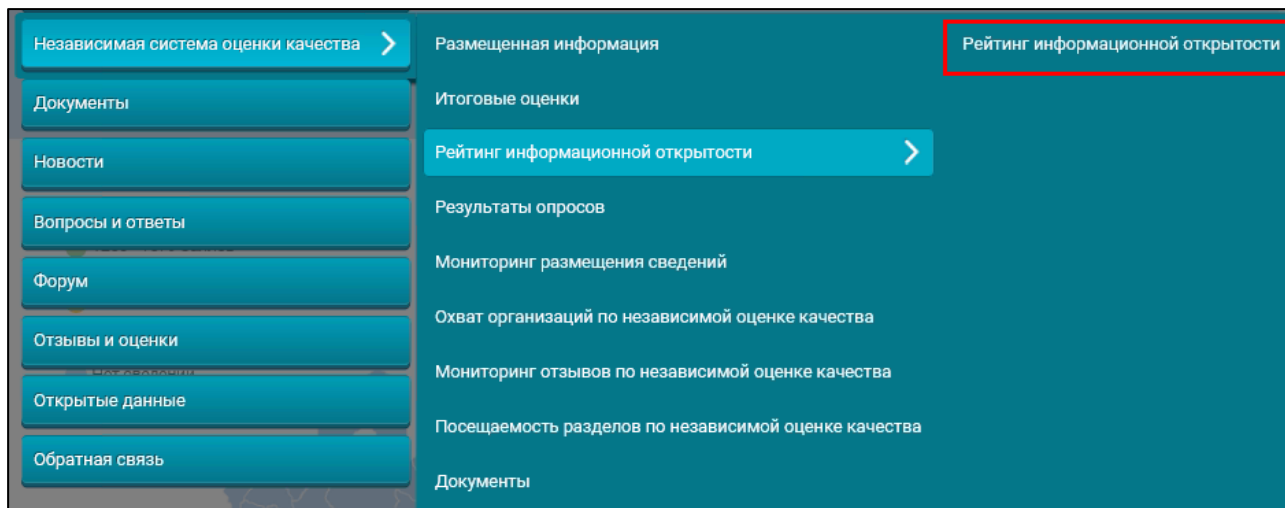 Независимая система оценки качества
Документы
Новости
Вопросы и ответы
Форум
Отзывы и оценки
Открытые данные
Обратная связь
Размещенная информация
Итоговые оценки
Рейтинг информационной открытости
Результаты опросов
Мониторинг размещения сведений
Охват организаций по независимой оценке качества
Мониторинг отзывов по независимой оценке качества
Посещаемость разделов по независимой оценке качества
Документы
Рейтинг информационной открытости